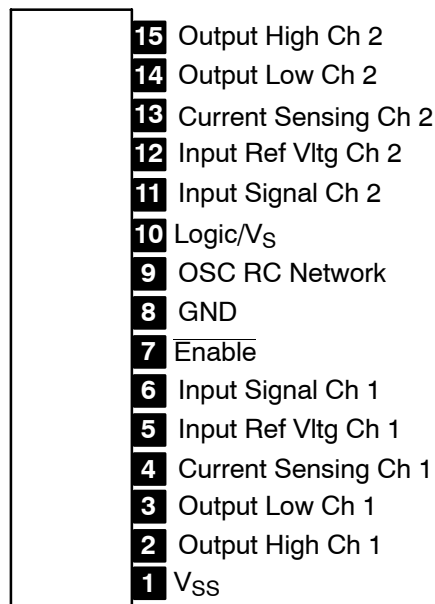 15 Output High Ch 2
14 Output Low Ch 2
13 Current Sensing Ch 2
12 Input Ref Vltg Ch 2
11 Input Signal Ch 2
10 Logic/VS
9 OSC RC Network
8 GND
7 Enable
6 Input Signal Ch 1
5 Input Ref Vltg Ch 1
4 Current Sensing Ch 1
3 Output Low Ch 1
2 Output High Ch 1
1 VSS